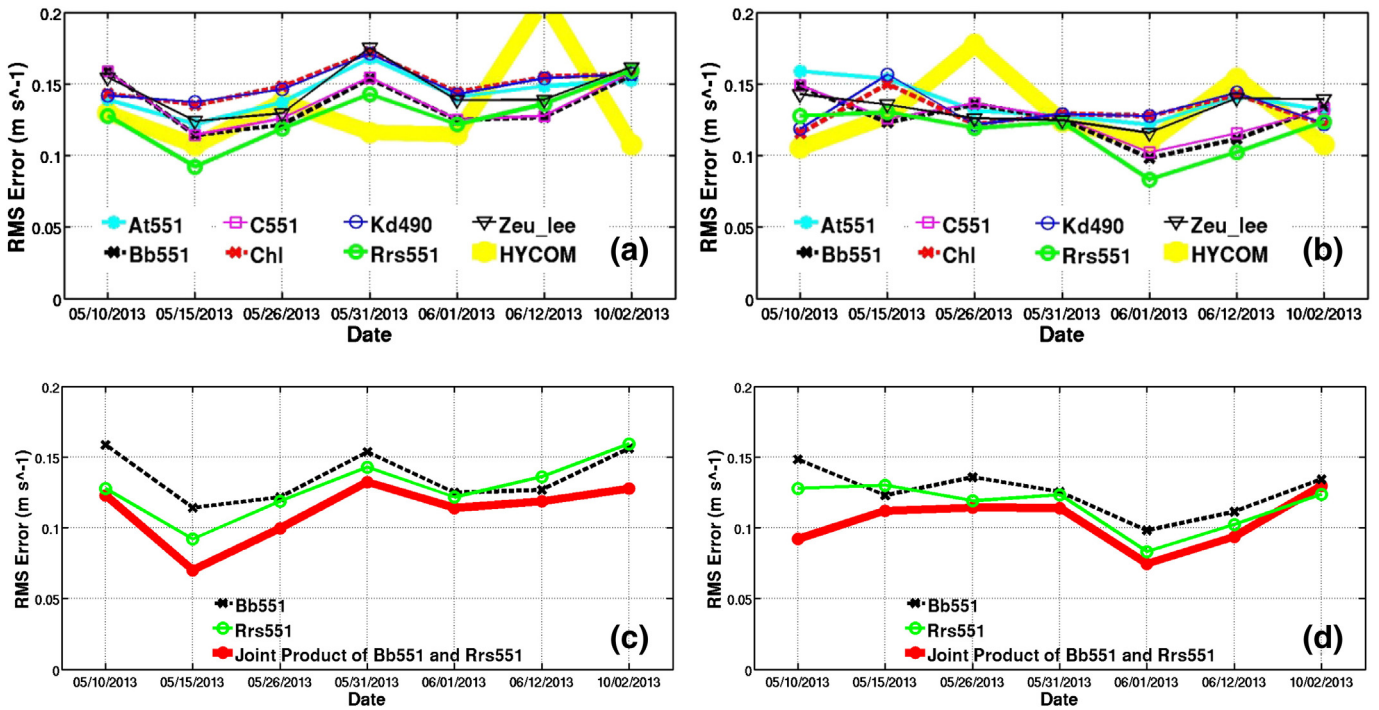 0.2
0.15
0.1
0.05
0
RMS Error (m s^-1)
At551 C551 Kd490 Zeu_lee
Bb551 Chl Rrs551 HYCOM
(a)
05/10/2013 05/15/2013 05/26/2013 05/31/2013 06/01/2013 06/12/2013 10/02/2013
Date
0.2
0.15
0.1
0.05
0
RMS Error (m s^-1)
At551 C551 Kd490 Zeu_lee
Bb551 Chl Rrs551 HYCOM
(b)
05/10/2013 05/15/2013 05/26/2013 05/31/2013 06/01/2013 06/12/2013 10/02/2013
Date
0.2
0.15
0.1
0.05
0
RMS Error (m s^-1)
Bb551
Rrs551
Joint Product of Bb551 and Rrs551
(c)
05/10/2013 05/15/2013 05/26/2013 05/31/2013 06/01/2013 06/12/2013 10/02/2013
Date
0.2
0.15
0.1
0.05
0
RMS Error (m s^-1)
Bb551
Rrs551
Joint Product of Bb551 and Rrs551
(d)
05/10/2013 05/15/2013 05/26/2013 05/31/2013 06/01/2013 06/12/2013 10/02/2013
Date